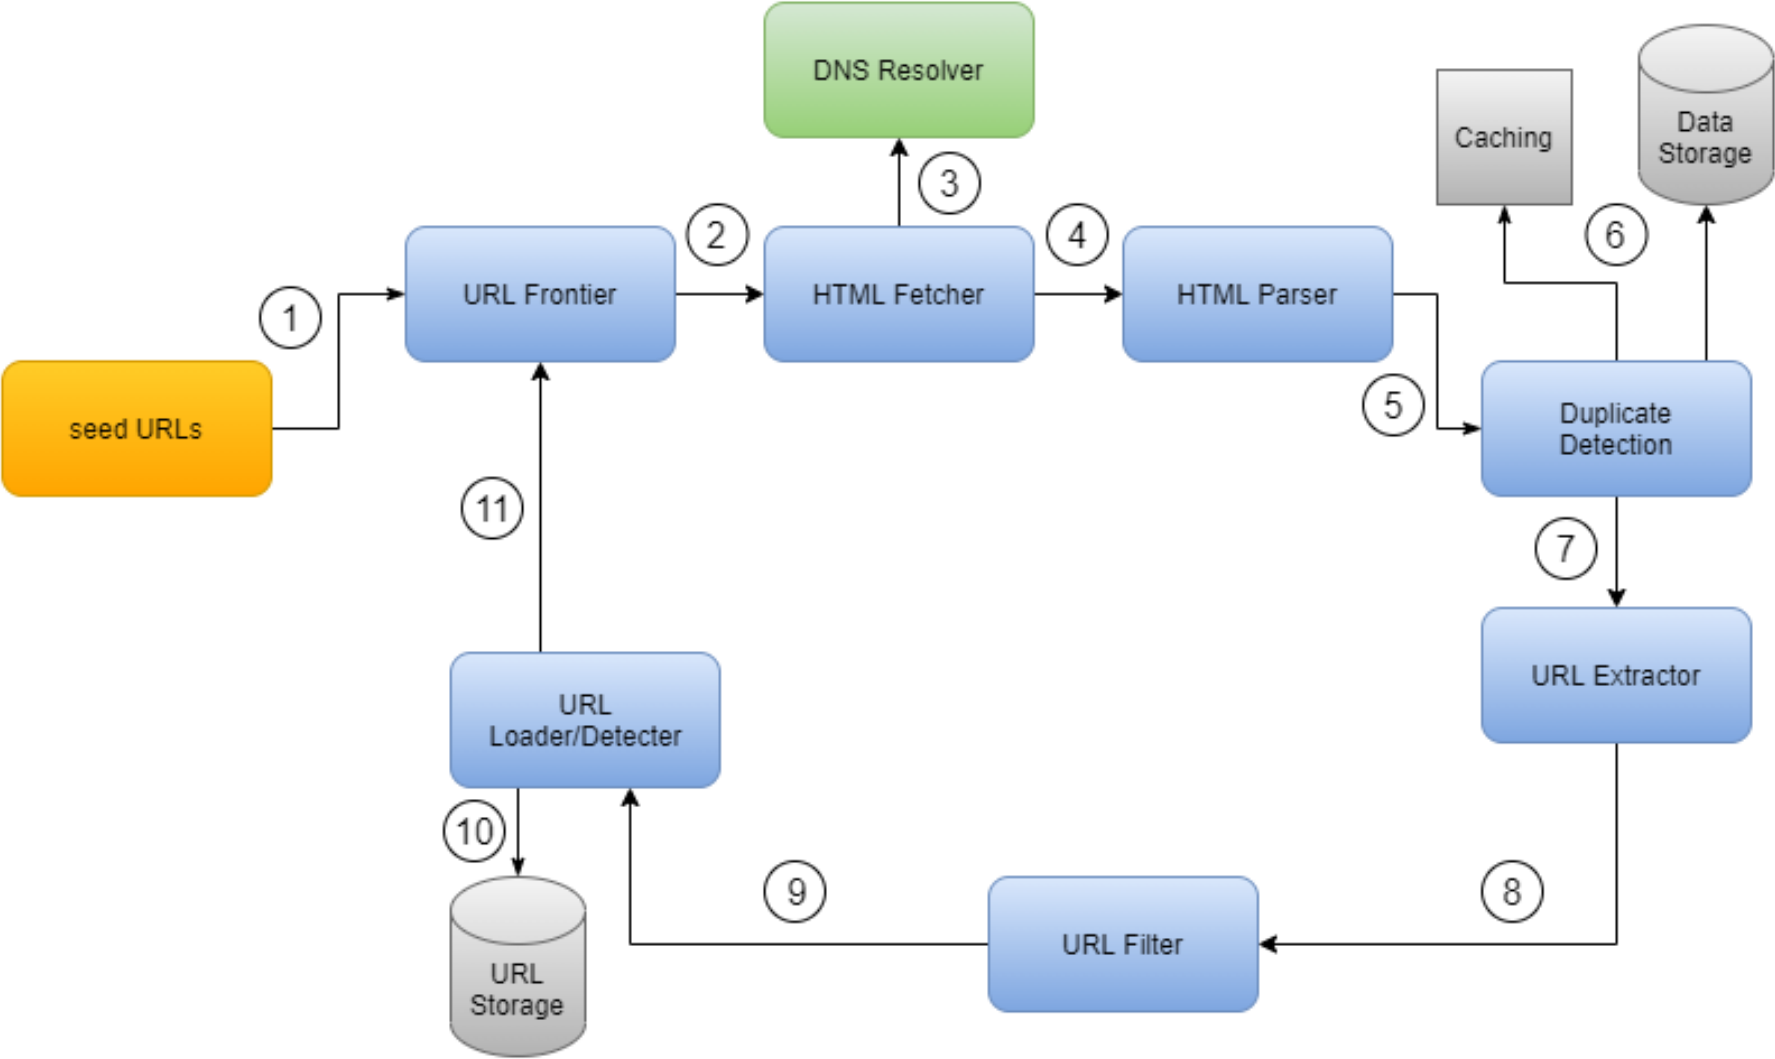 DNS Resolver
Caching
Data
Storage
3
2
4
6
1
URL Frontier
HTML Fetcher
HTML Parser
seed URLs
5
Duplicate
Detection
11
7
URL
Loader/Detecter
URL Extractor
10
9
8
URL Filter
URL
Storage